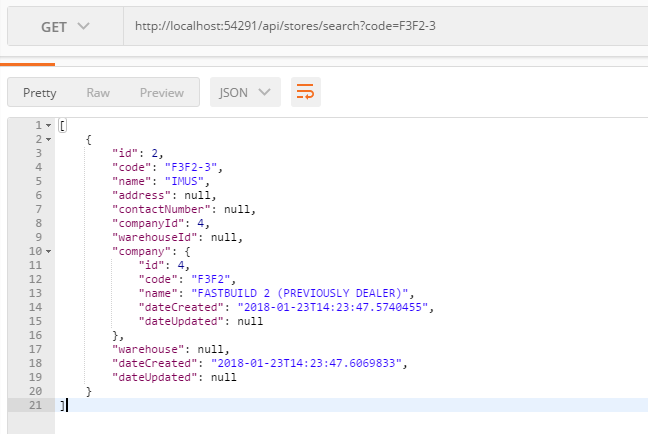 GET http://localhost:54291/api/stores/search?code=F3F2-3
Pretty Raw Preview JSON
1 [
2 {
3 "id": 2,
4 "code": "F3F2-3",
5 "name": "IMUS",
6 "address": null,
7 "contactNumber": null,
8 "companyId": 4,
9 "warehouseId": null,
10 "company": {
11 "id": 4,
12 "code": "F3F2",
13 "name": "FASTBUILD 2 (PREVIOUSLY DEALER)",
14 "dateCreated": "2018-01-23T14:23:47.5740455",
15 "dateUpdated": null
16 },
17 "warehouse": null,
18 "dateCreated": "2018-01-23T14:23:47.6069833",
19 "dateUpdated": null
20 }
21 ]